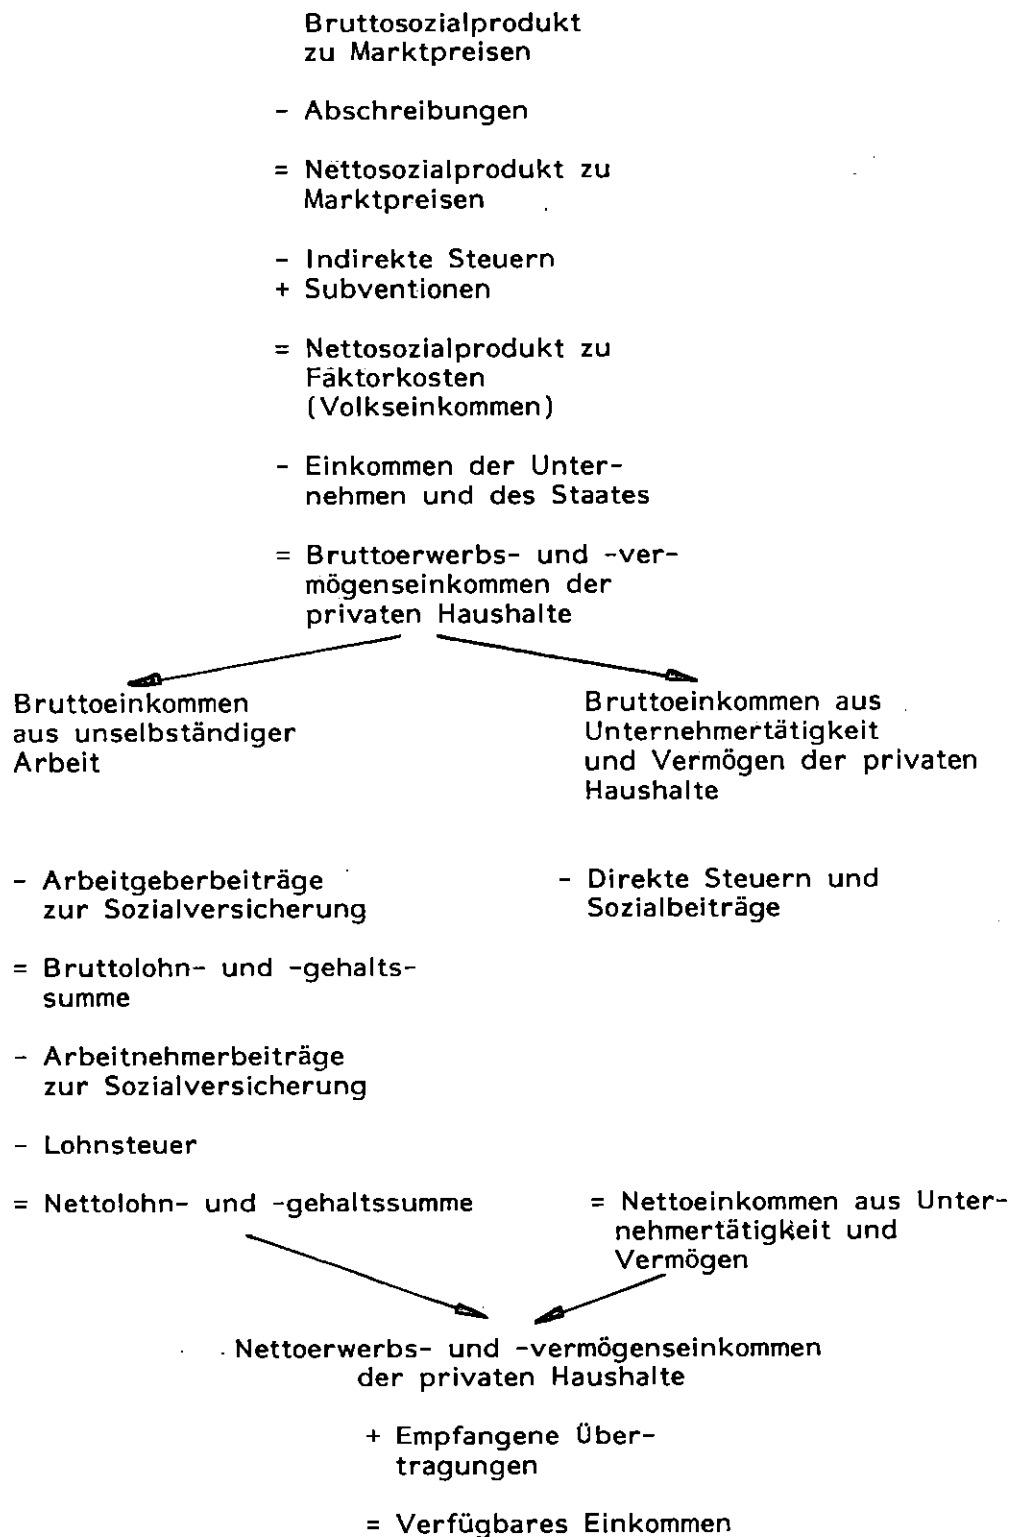 Bruttosozialprodukt
zu Marktpreisen
- Abschreibungen
= Nettosozialprodukt zu
Marktpreisen
- Indirekte Steuern
+ Subventionen
= Nettosozialprodukt zu
Faktorkosten
(Volkseinkommen)
- Einkommen der Unter-
nehmen und des Staates
= Bruttoerwerbs- und -ver-
mögenseinkommen der
privaten Haushalte
Bruttoeinkommen
aus unselbständiger
Arbeit
- Arbeitgeberbeiträge
zur Sozialversicherung
= Bruttolohn- und -gehalts-
summe
- Arbeitnehmerbeiträge
zur Sozialversicherung
- Lohnsteuer
= Nettolohn- und -gehaltssumme
Bruttoeinkommen aus
Unternehmertätigkeit
und Vermögen der privaten
Haushalte
- Direkte Steuern und
Sozialbeiträge
= Nettoeinkommen aus Unter-
nehmertätigkeit und
Vermögen
Nettoerwerbs- und -vermögenseinkommen
der privaten Haushalte
+ Empfangene Über-
tragungen
= Verfügbares Einkommen